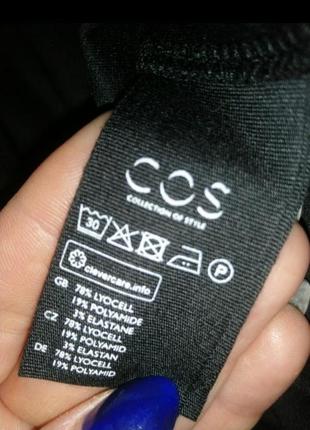 COS
COLLECTION OF STYLE
30 P
clevercare.info
GB 78% LYOCELL
19% POLYAMIDE
3% ELASTANE
CZ 78% LYOCELL
19% POLYAMID
3% ELASTAN
DE 78% LYOCELL
19% POLYAMID